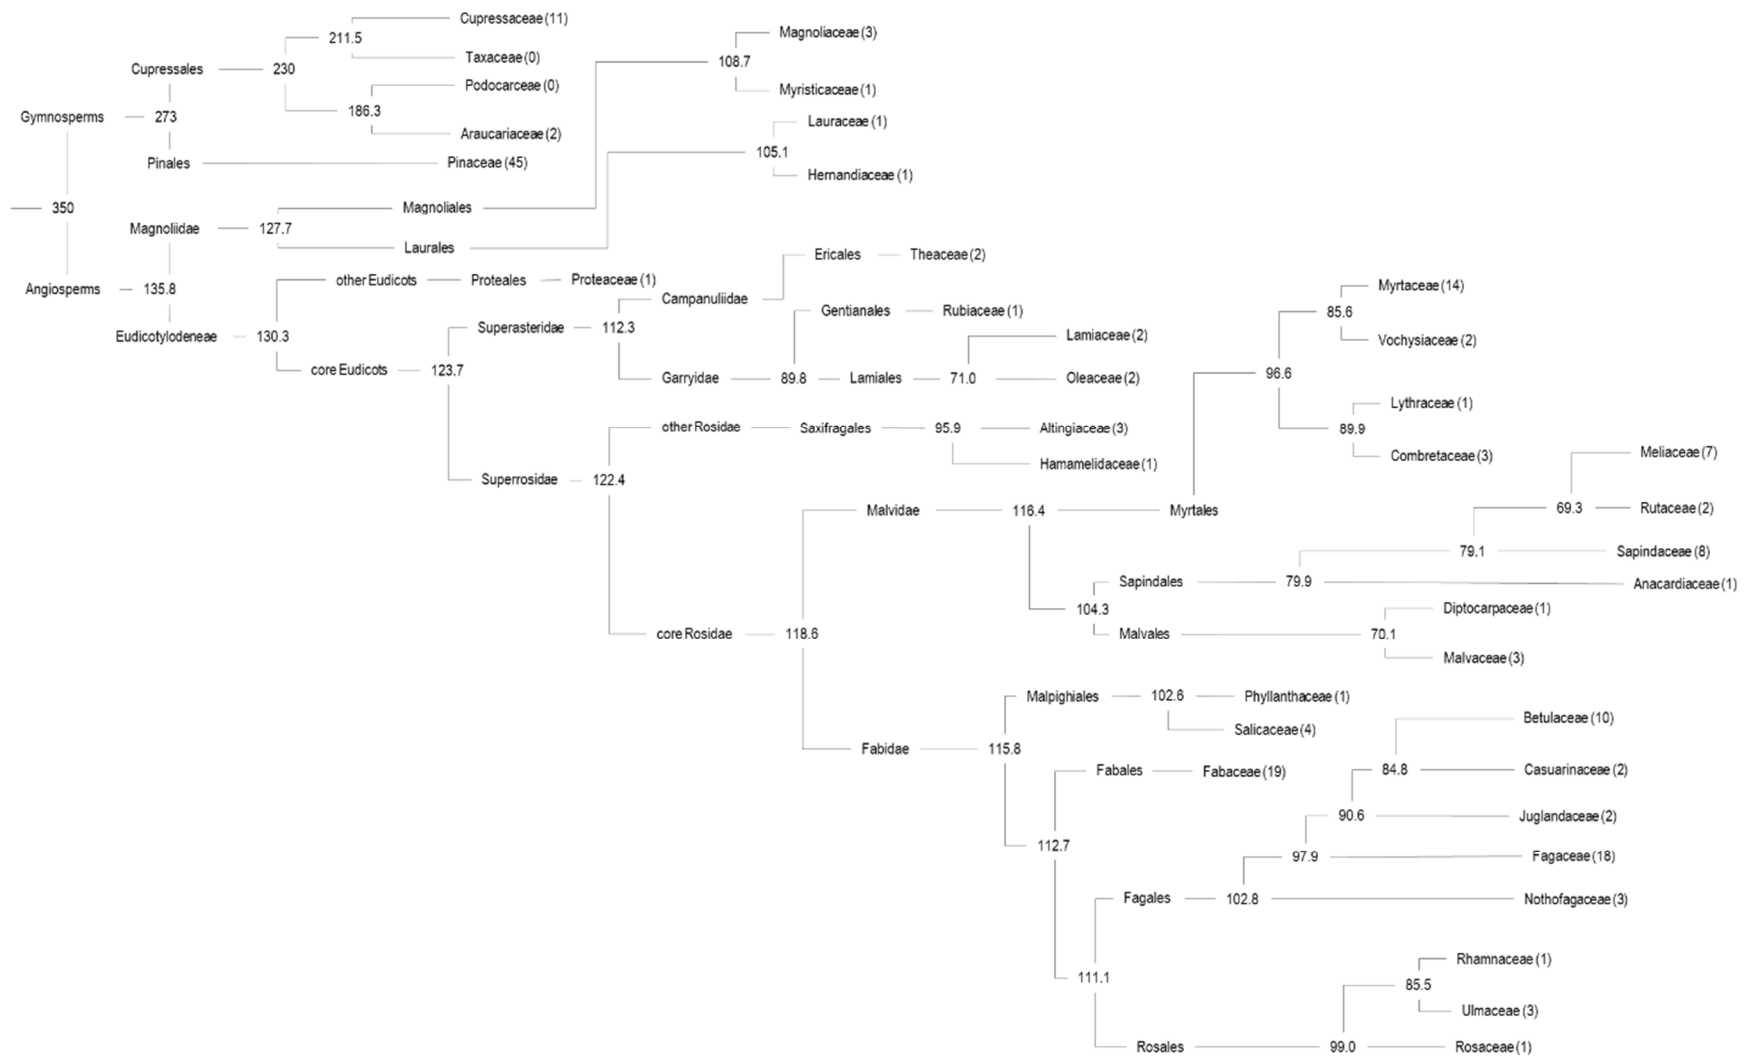 Cupressaceae (11)
211.5
Taxaceae (0)
Cupressales
230
Podocarceae (0)
186.3
Araucariaceae (2)
Gymnosperms
273
Pinales
Pinaceae (45)
350
Magnoliaceae (3)
108.7
Myristicaceae (1)
Lauraceae (1)
105.1
Hernandiaceae (1)
Magnoliales
Magnoliidae
127.7
Laurales
Angiosperms
135.8
other Eudicots
Proteales
Proteaceae (1)
Eudicotylodeneae
130.3
core Eudicots
123.7
Ericales
Theaceae (2)
Campanuliidae
Superasteridae
112.3
Gentianales
Rubiaceae (1)
Lamiaceae (2)
Garryidae
89.8
Lamiales
71.0
Oleaceae (2)
other Rosidae
Saxifragales
95.9
Altingiaceae (3)
Hamamelidaceae (1)
Superrosidae
122.4
core Rosidae
118.6
Malvidae
116.4
Myrtales
Myrtaceae (14)
85.6
Vochysiaceae (2)
96.6
Lythraceae (1)
89.9
Combretaceae (3)
Meliaceae (7)
69.3
Rutaceae (2)
79.1
Sapindaceae (8)
Sapindales
79.9
Anacardiaceae (1)
104.3
Diptocarpaceae (1)
Malvales
70.1
Malvaceae (3)
Malpighiales
102.6
Phyllanthaceae (1)
Salicaceae (4)
Fabidae
115.8
Fabales
Fabaceae (19)
112.7
Betulaceae (10)
84.8
Casuarinaceae (2)
90.6
Juglandaceae (2)
97.9
Fagaceae (18)
Fagales
102.8
Nothofagaceae (3)
111.1
Rhamnaceae (1)
85.5
Ulmaceae (3)
Rosales
99.0
Rosaceae (1)